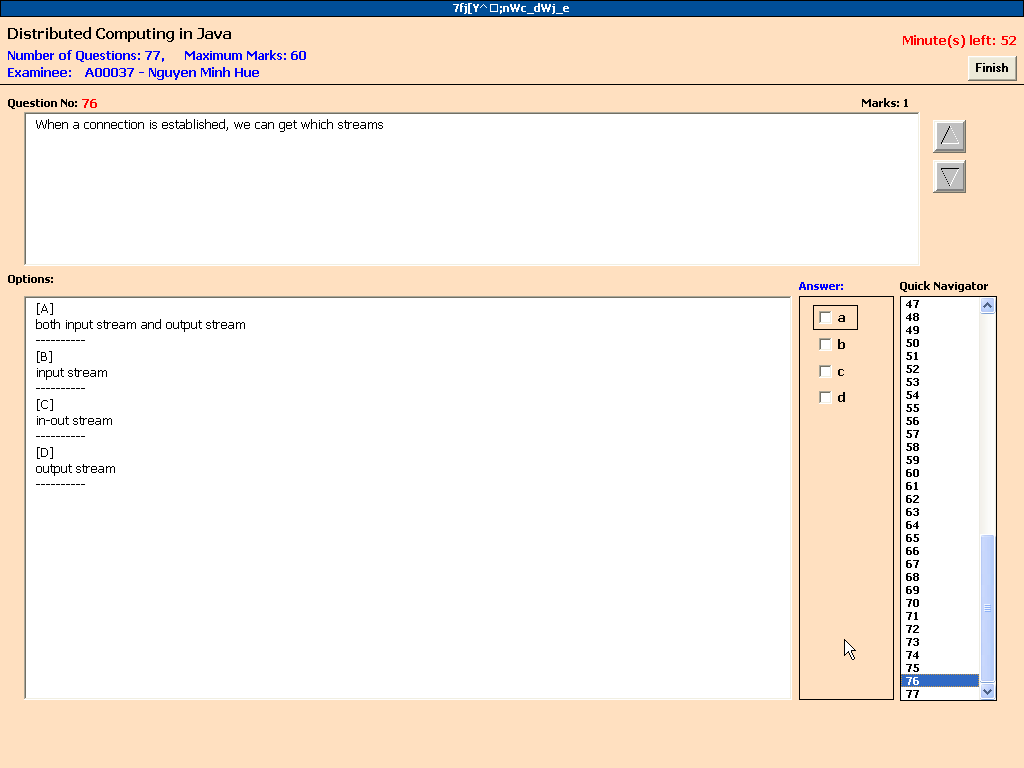 7fj[Y^□;nWc_dWj_e
Distributed Computing in Java
Number of Questions: 77, Maximum Marks: 60
Minute(s) left: 52
Examinee: A00037 - Nguyen Minh Hue
Finish
Question No: 76
Marks: 1
When a connection is established, we can get which streams
Options:
Answer:
Quick Navigator
[A]
both input stream and output stream
----------
[B]
input stream
----------
[C]
in-out stream
----------
[D]
output stream
----------
a
b
c
d
47
48
49
50
51
52
53
54
55
56
57
58
59
60
61
62
63
64
65
66
67
68
69
70
71
72
73
74
75
76
77